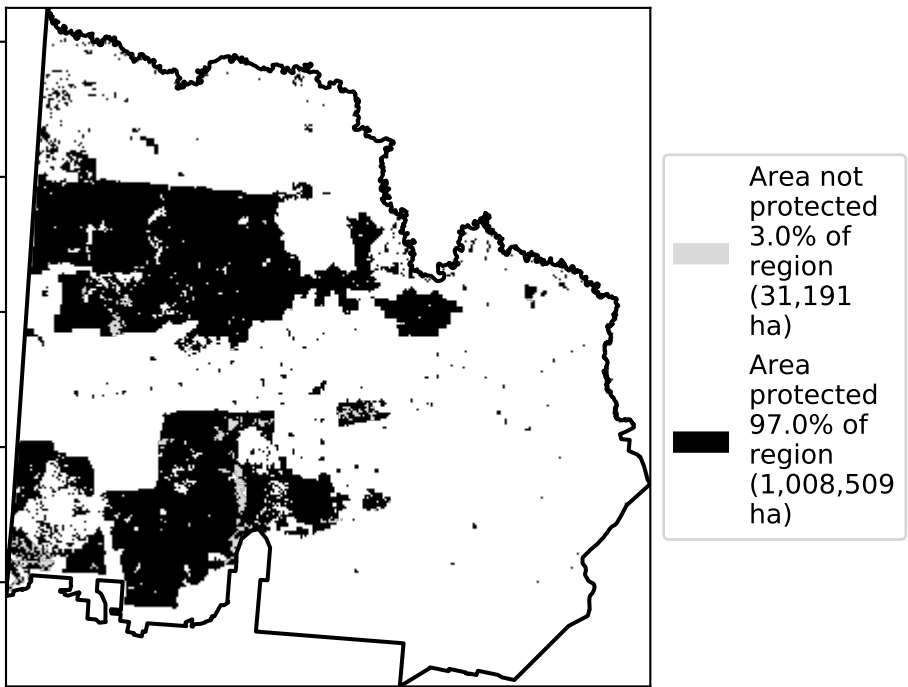 Area not
protected
3.0% of
region
(31,191
ha)
Area
protected
97.0% of
region
(1,008,509
ha)